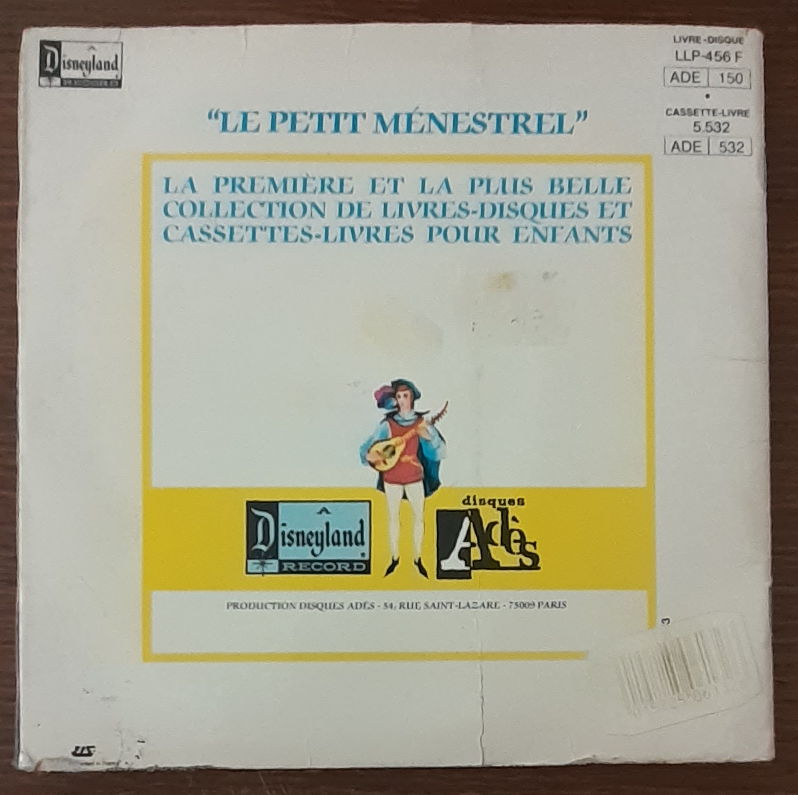 A
Disneyland
RECORD
LIVRE-DISQUE
LLP-456 F
ADE 150
•
CASSETTE-LIVRE
5.532
ADE 532
"LE PETIT MÉNESTREL"
LA PREMIÈRE ET LA PLUS BELLE
COLLECTION DE LIVRES-DISQUES ET
CASSETTES-LIVRES POUR ENFANTS
A
Disneyland
RECORD
disques
Adès
PRODUCTION DISQUES ADÈS - 54, RUE SAINT-LAZARE - 75009 PARIS
3